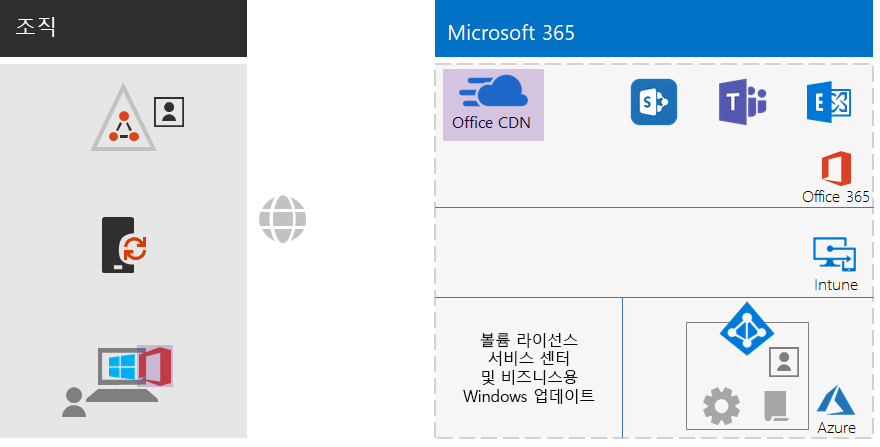 조직
Microsoft 365
Office CDN
S
T
E
Office 365
Intune
볼륨 라이선스
서비스 센터
및 비즈니스용
Windows 업데이트
Azure